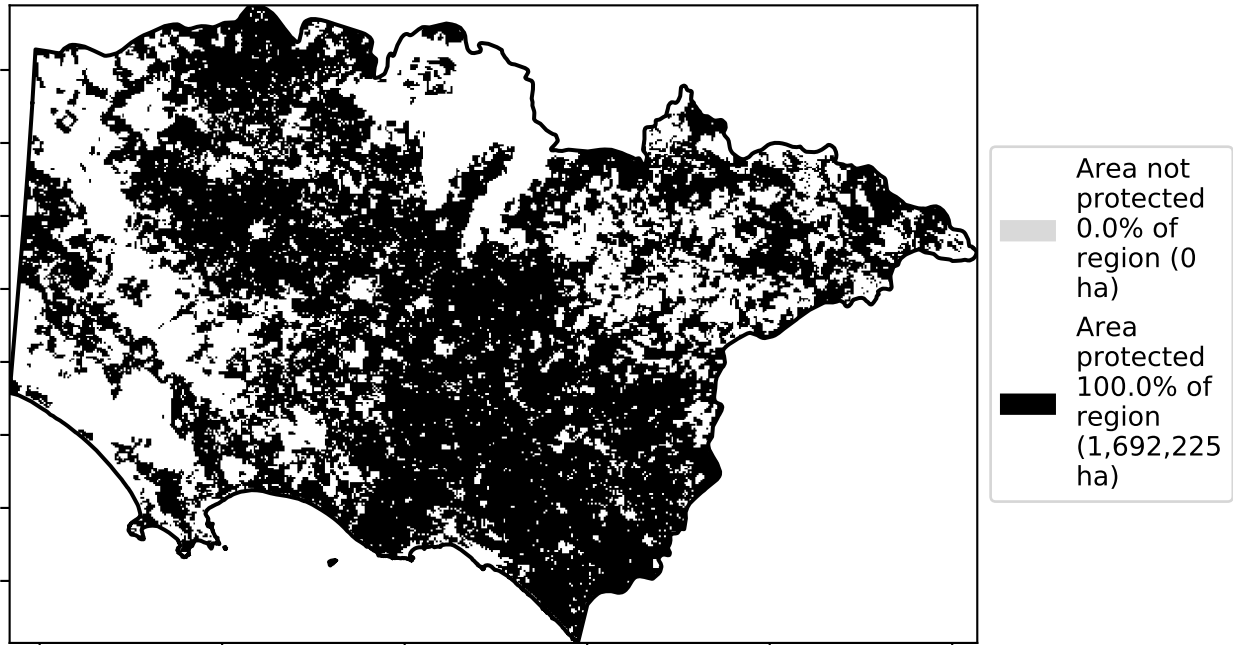 Area not
protected
0.0% of
region (0
ha)
Area
protected
100.0% of
region
(1,692,225
ha)